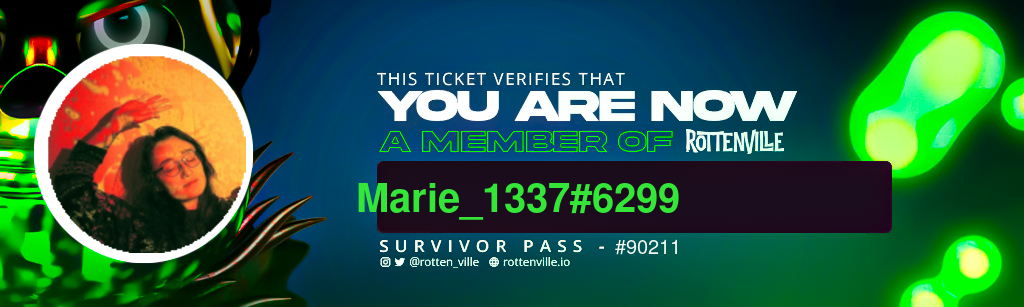 THIS TICKET VERIFIES THAT
YOU ARE NOW
A MEMBER OF ROTTENVILLE
Marie_1337#6299
SURVIVOR PASS - #90211
@rotten_ville rottenville.io